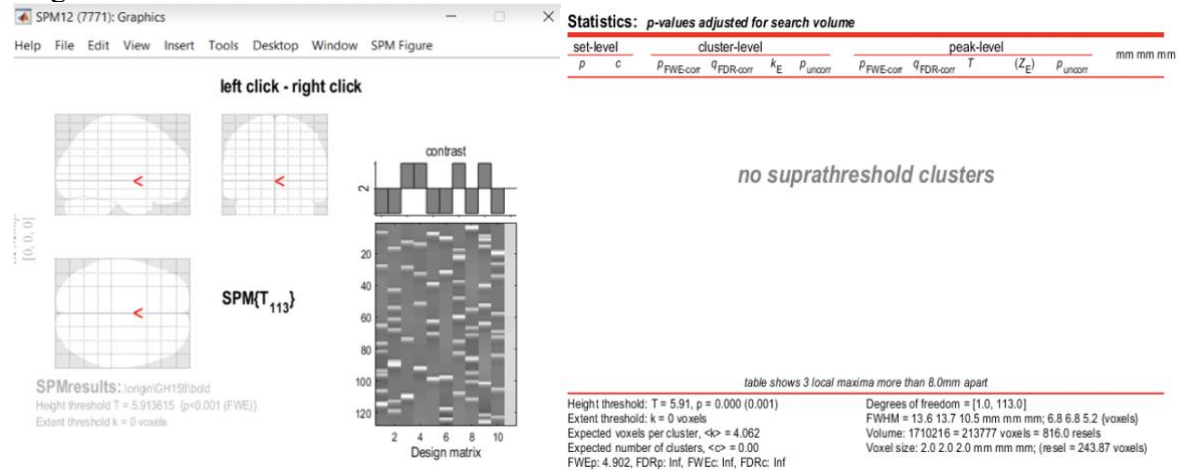 SPM12 (7771): Graphics
Help File Edit View Insert Tools Desktop Window SPM Figure
left click - right click
[0, 0, 0]
<
<
<
SPM{T113}
SPMresults: .\origin\GH158\bold
Height threshold T = 5.913615 {p<0.001 (FWE)}
Extent threshold k = 0 voxels
contrast
2
20
40
60
80
100
120
2 4 6 8 10
Design matrix
Statistics: p-values adjusted for search volume
set-level cluster-level peak-level mm mm mm
p c pFWE-corr qFDR-corr kE puncorr pFWE-corr qFDR-corr T (ZE) puncorr
no suprathreshold clusters
table shows 3 local maxima more than 8.0mm apart
Height threshold: T = 5.91, p = 0.000 (0.001)
Extent threshold: k = 0 voxels
Expected voxels per cluster, <k> = 4.062
Expected number of clusters, <c> = 0.00
FWEp: 4.902, FDRp: Inf, FWEc: Inf, FDRc: Inf
Degrees of freedom = [1.0, 113.0]
FWHM = 13.6 13.7 10.5 mm mm mm; 6.8 6.8 5.2 {voxels}
Volume: 1710216 = 213777 voxels = 816.0 resels
Voxel size: 2.0 2.0 2.0 mm mm mm; (resel = 243.87 voxels)